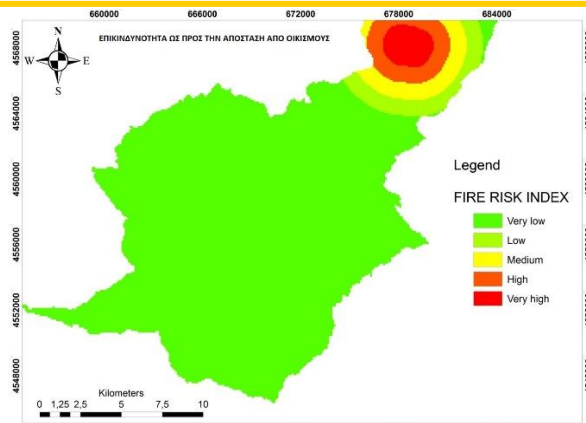 660000 666000 672000 678000 684000
ΕΠΙΚΙΝΔΥΝΟΤΗΤΑ ΩΣ ΠΡΟΣ ΤΗΝ ΑΠΟΣΤΑΣΗ ΑΠΟ ΟΙΚΙΣΜΟΥΣ
N
W E
S
4568000
4564000
4560000
4556000
4552000
4548000
Legend
FIRE RISK INDEX
Very low
Low
Medium
High
Very high
Kilometers
0 1,25 2,5 5 7,5 10